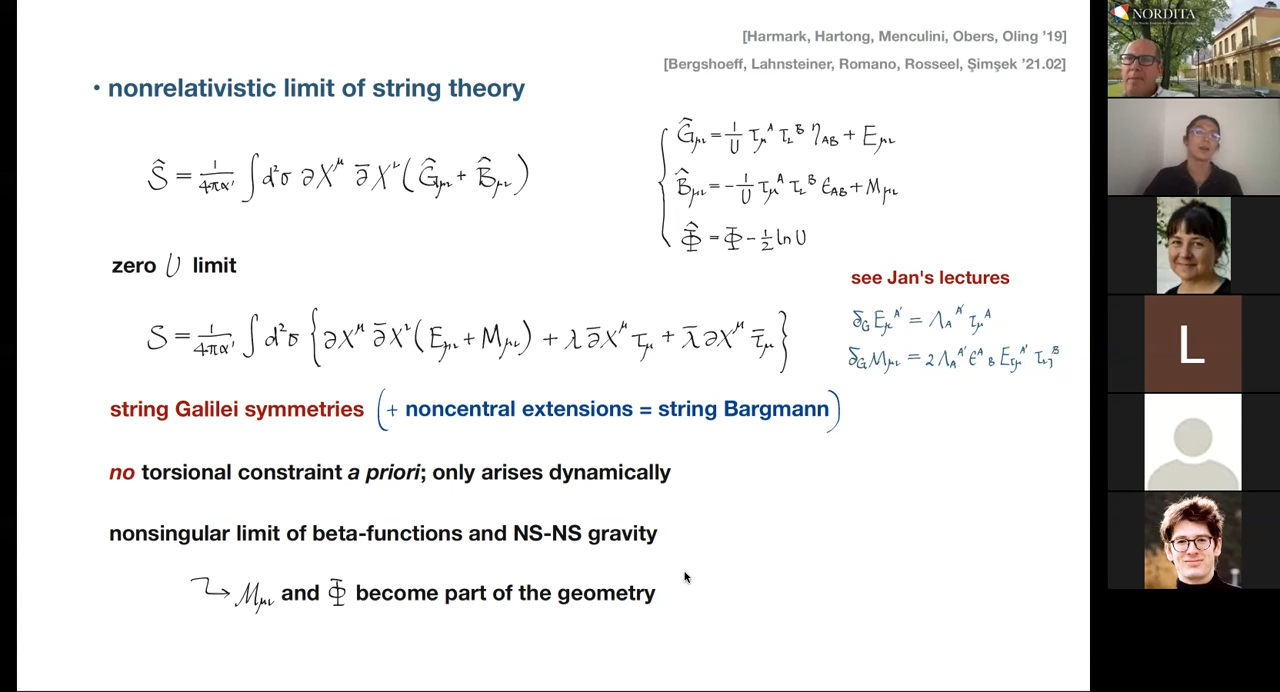 [Harmark, Hartong, Menculini, Obers, Oling '19]
[Bergshoeff, Lahnsteiner, Romano, Rosseel, Şimşek '21.02]
• nonrelativistic limit of string theory
Ŝ = 1/4πα' ∫ d²σ ∂X^μ ∂̄X^ν (Ĝ_μν + B̂_μν)
Ĝ_μν = 1/U τ_μ^A τ_ν^B η_AB + E_μν
B̂_μν = - 1/U τ_μ^A τ_ν^B ϵ_AB + M_μν
Φ̂ = Φ - 1/2 ln U
zero U limit
see Jan's lectures
S = 1/4πα' ∫ d²σ { ∂X^μ ∂̄X^ν (E_μν + M_μν) + λ ∂̄X^μ τ_μ + λ̄ ∂X^μ τ̄_μ }
δ_G E_μ^A' = Λ_A^A' τ_μ^A
δ_G M_μν = 2 Λ_A^A' ϵ^A_B E_[μ^A' τ_ν]^B
string Galilei symmetries (+ noncentral extensions = string Bargmann)
no torsional constraint a priori; only arises dynamically
nonsingular limit of beta-functions and NS-NS gravity
↳ M_μν and Φ become part of the geometry
NORDITA
L